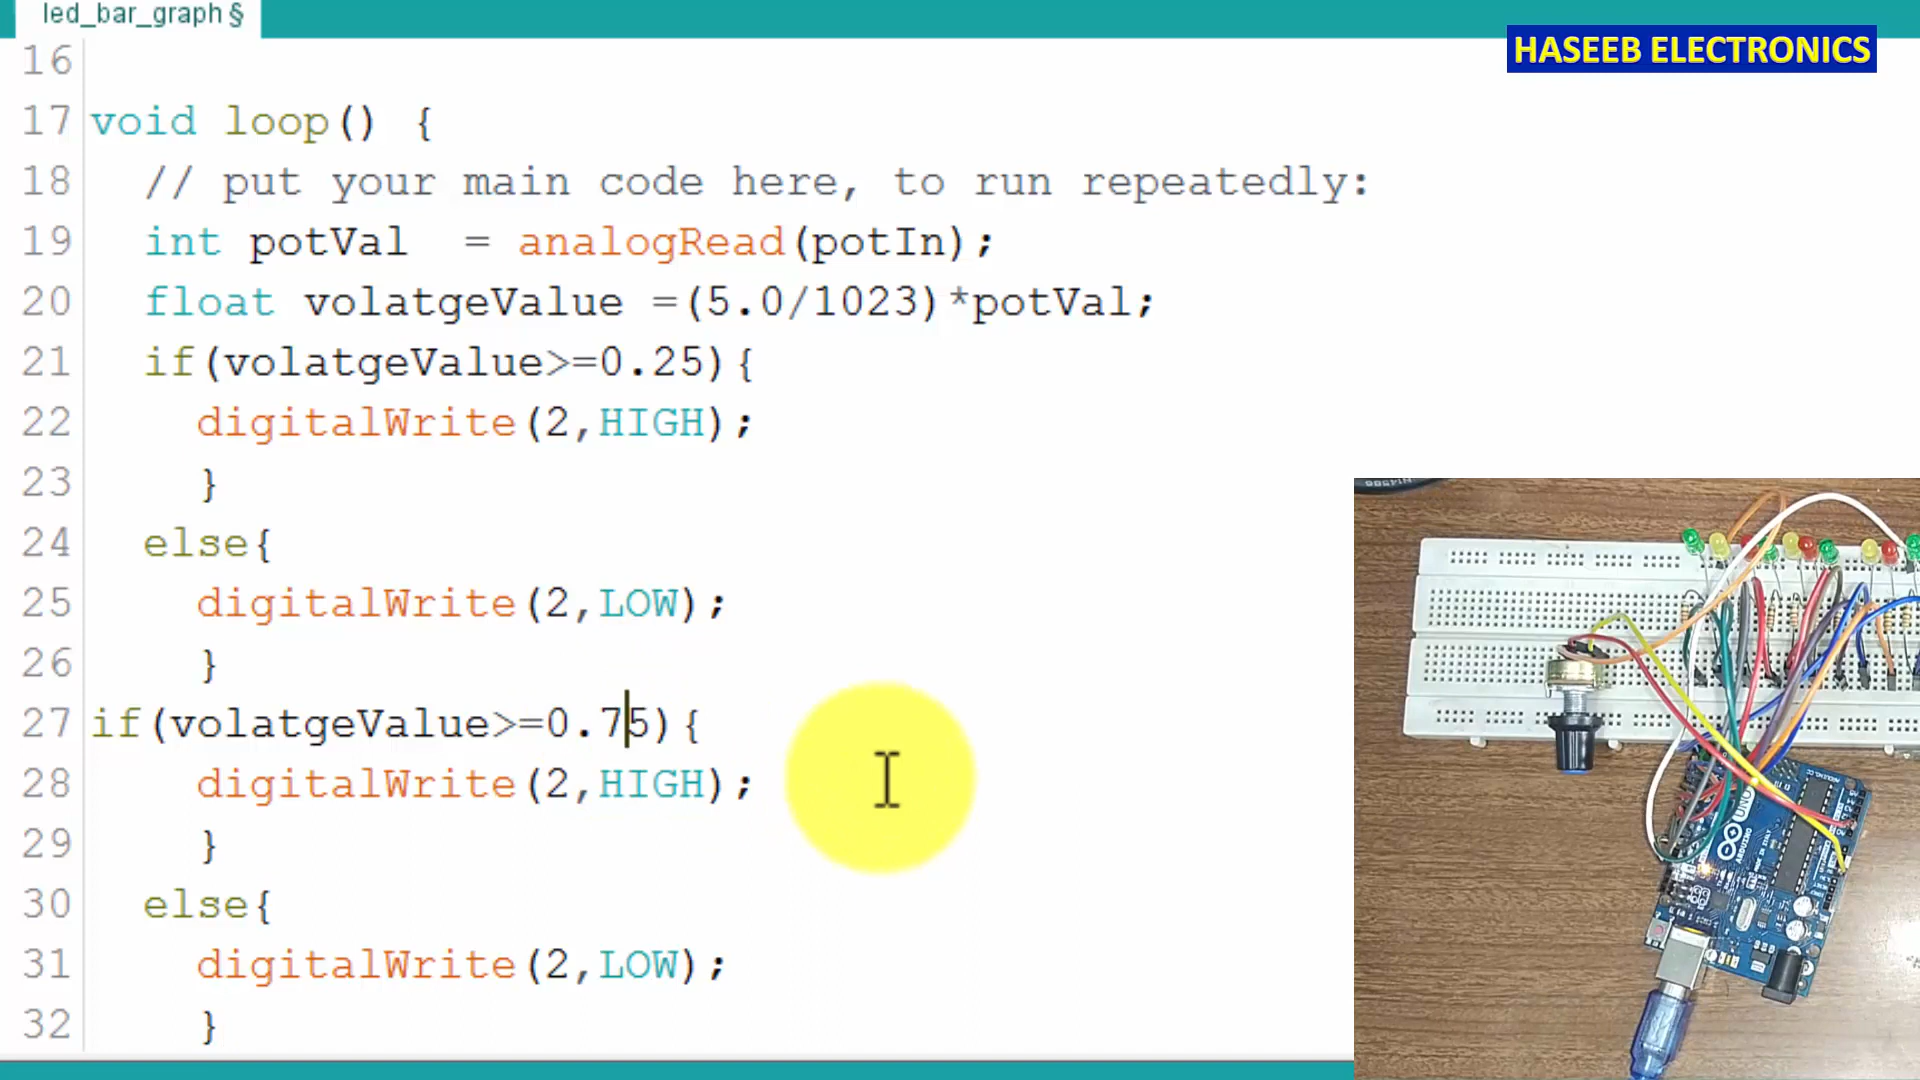 led_bar_graph §
HASEEB ELECTRONICS
16
17 void loop() {
18 // put your main code here, to run repeatedly:
19 int potVal = analogRead(potIn);
20 float volatgeValue =(5.0/1023)*potVal;
21 if(volatgeValue>=0.25){
22 digitalWrite(2,HIGH);
23 }
24 else{
25 digitalWrite(2,LOW);
26 }
27 if(volatgeValue>=0.75){
28 digitalWrite(2,HIGH);
29 }
30 else{
31 digitalWrite(2,LOW);
32 }
UNO
ARDUINO